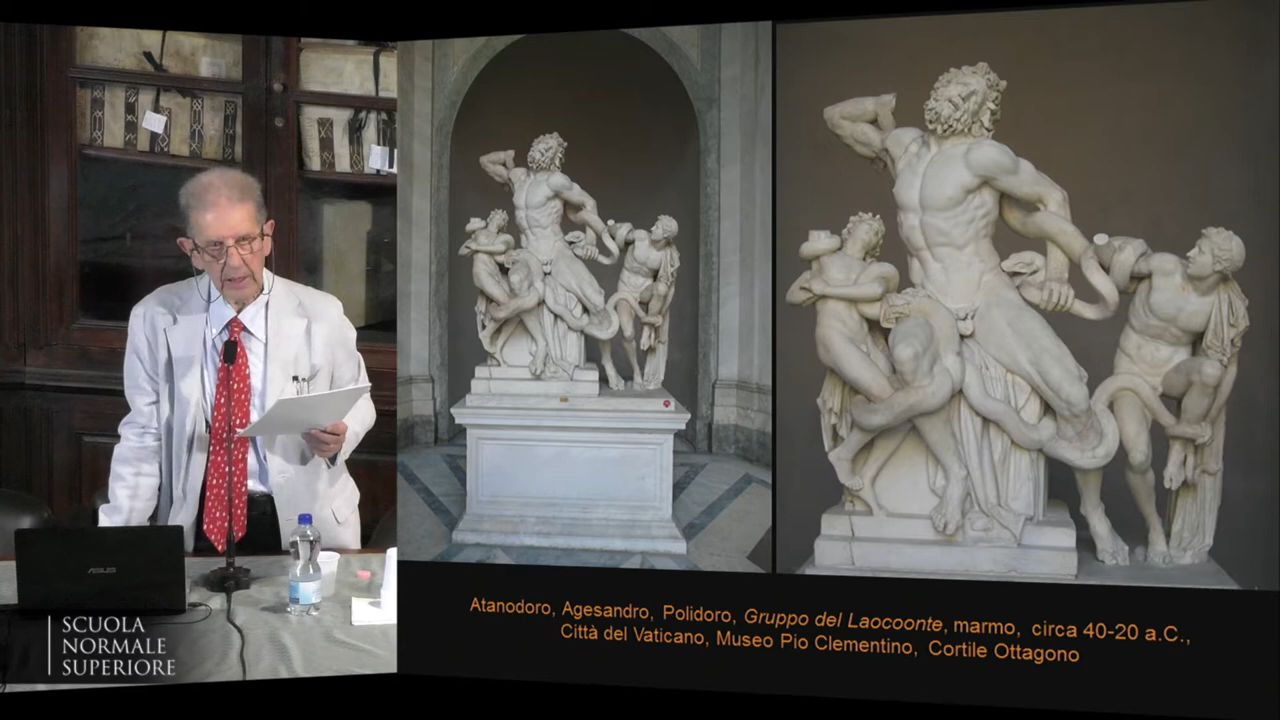 ASUS
SCUOLA
NORMALE
SUPERIORE
Atanodoro, Agesandro, Polidoro, Gruppo del Laocoonte, marmo, circa 40-20 a.C.,
Città del Vaticano, Museo Pio Clementino, Cortile Ottagono